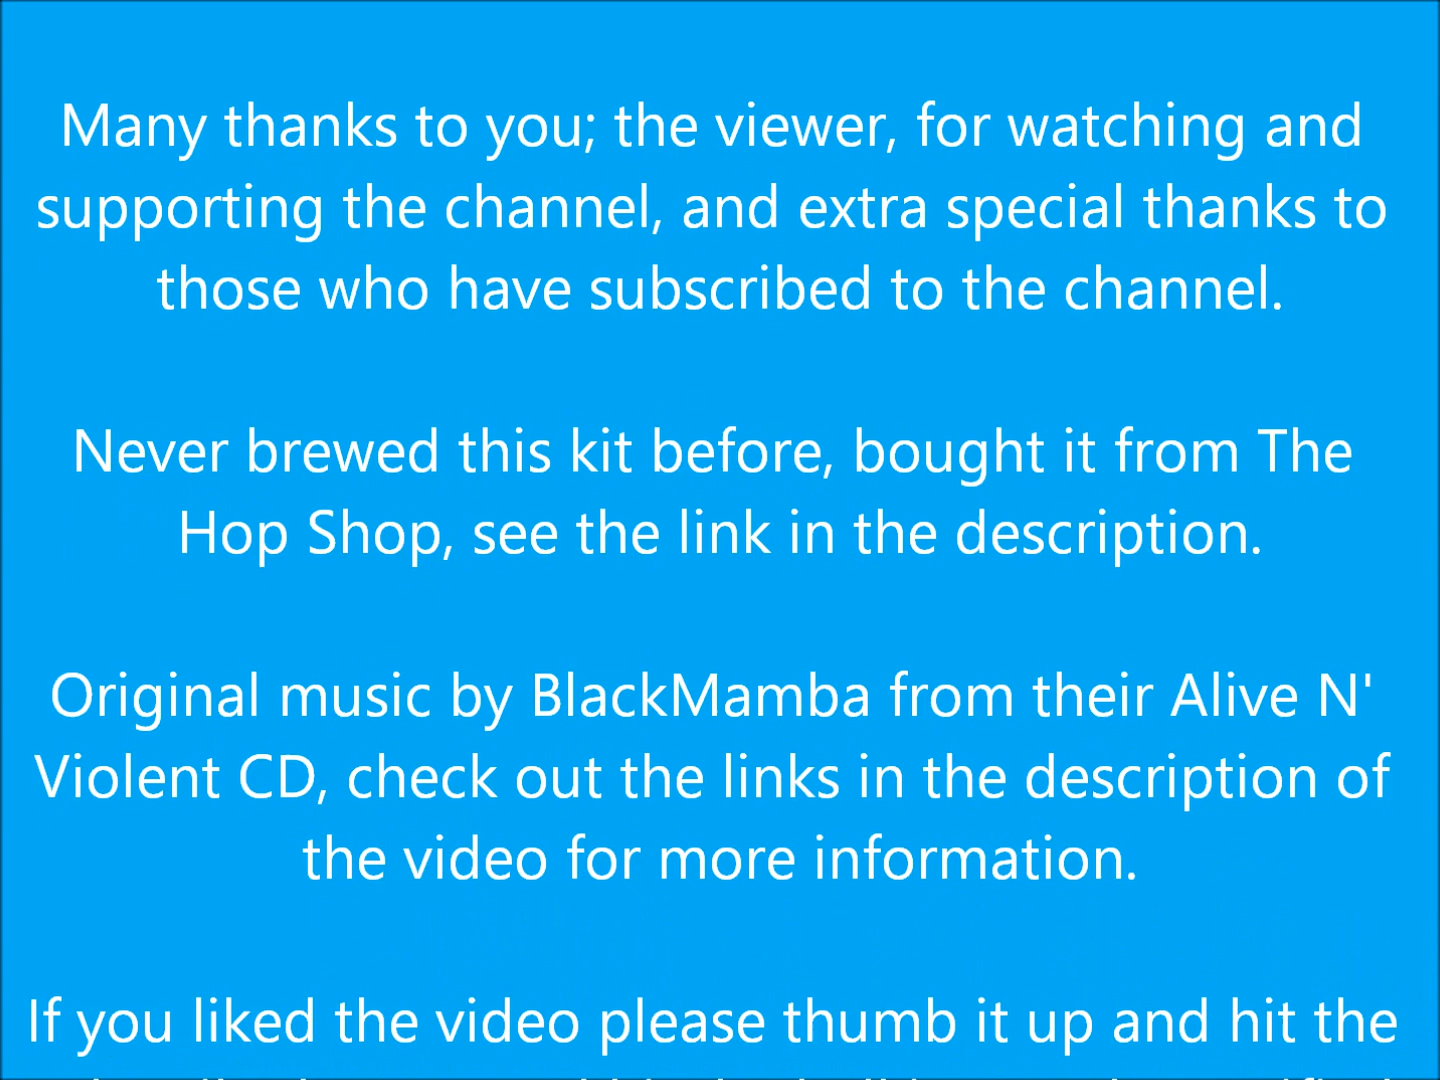 Many thanks to you; the viewer, for watching and
supporting the channel, and extra special thanks to
those who have subscribed to the channel.
Never brewed this kit before, bought it from The
Hop Shop, see the link in the description.
Original music by BlackMamba from their Alive N'
Violent CD, check out the links in the description of
the video for more information.
If you liked the video please thumb it up and hit the